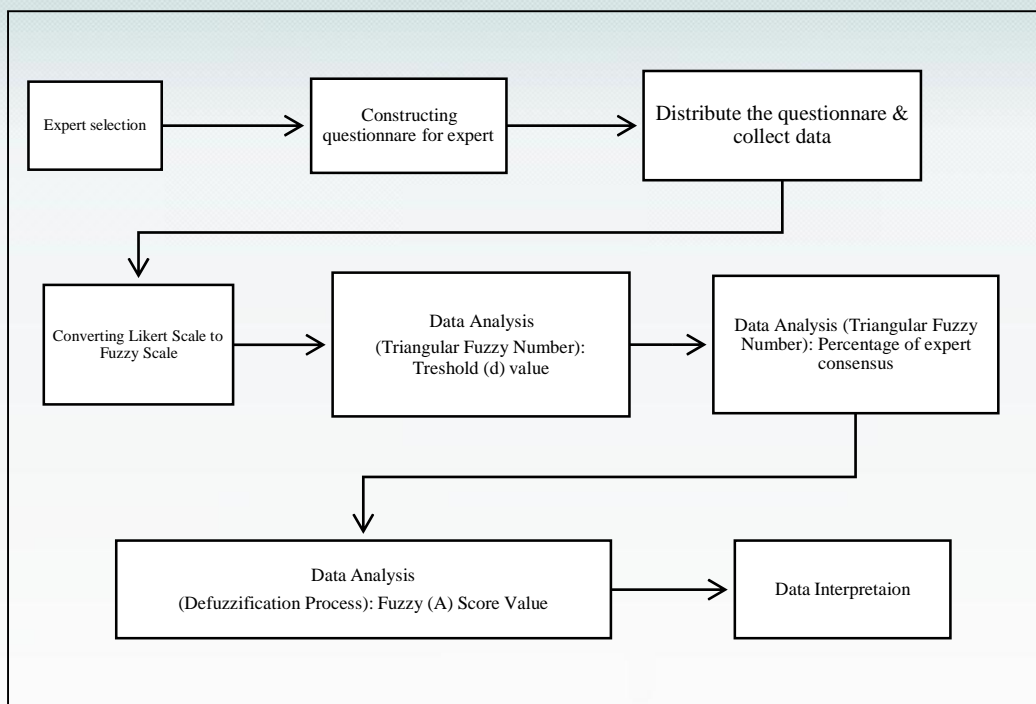 Expert selection
Constructing
questionnare for expert
Distribute the questionnare &
collect data
Converting Likert Scale to
Fuzzy Scale
Data Analysis
(Triangular Fuzzy Number):
Treshold (d) value
Data Analysis (Triangular Fuzzy
Number): Percentage of expert
consensus
Data Analysis
(Defuzzification Process): Fuzzy (A) Score Value
Data Interpretaion